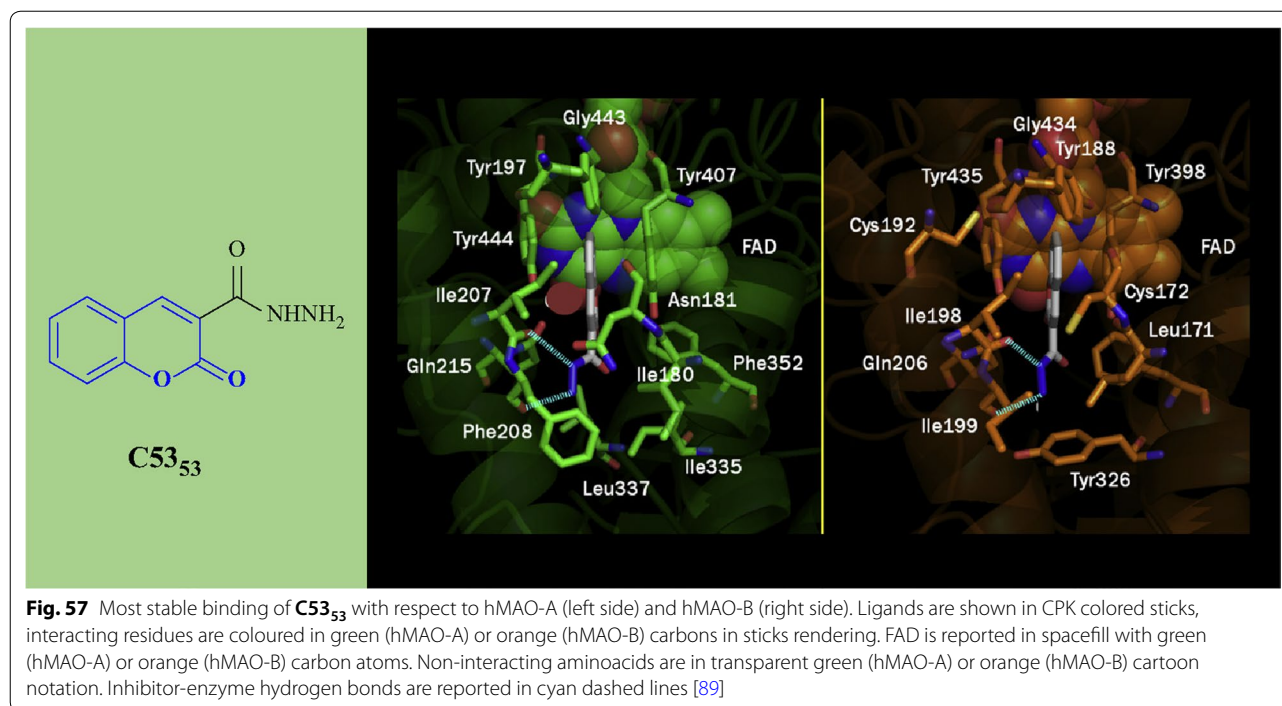 O
NHNH₂
O
O
C53₅₃
Gly443
Tyr197
Tyr407
Tyr444
FAD
Ile207
Asn181
Gln215
Ile180
Phe352
Phe208
Ile335
Leu337
Gly434
Tyr188
Tyr435
Tyr398
Cys192
FAD
Cys172
Ile198
Leu171
Gln206
Ile199
Tyr326
Fig. 57 Most stable binding of C53₅₃ with respect to hMAO-A (left side) and hMAO-B (right side). Ligands are shown in CPK colored sticks,
interacting residues are coloured in green (hMAO-A) or orange (hMAO-B) carbons in sticks rendering. FAD is reported in spacefill with green
(hMAO-A) or orange (hMAO-B) carbon atoms. Non-interacting aminoacids are in transparent green (hMAO-A) or orange (hMAO-B) cartoon
notation. Inhibitor-enzyme hydrogen bonds are reported in cyan dashed lines [89]